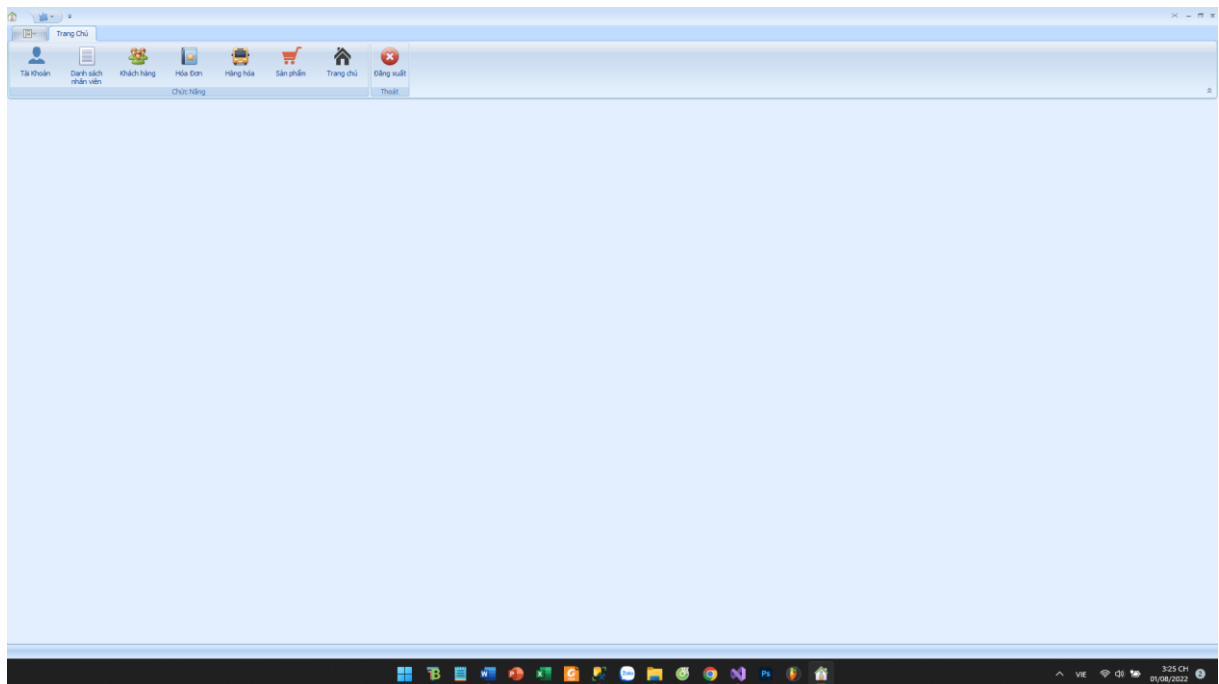 Trang Chủ
Tài Khoản
Danh sách
nhân viên
Khách hàng
Hóa Đơn
Hàng hóa
Sản phẩm
Trang chủ
Đăng xuất
Chức Năng
Thoát
VIE
3:25 CH
01/08/2022
2